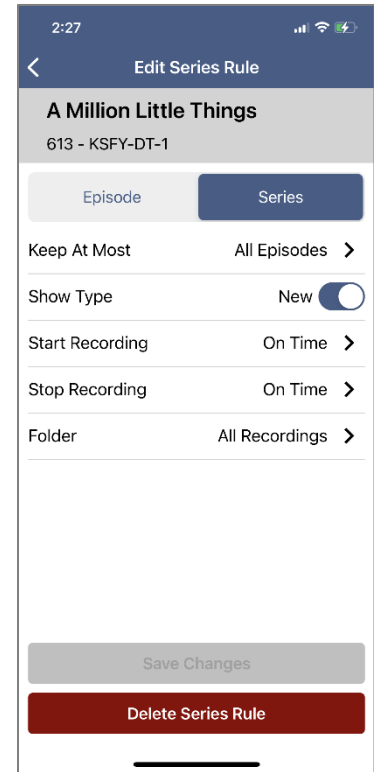 2:27
Edit Series Rule
A Million Little Things
613 - KSFY-DT-1
Episode Series
Keep At Most All Episodes
Show Type New
Start Recording On Time
Stop Recording On Time
Folder All Recordings
Save Changes
Delete Series Rule